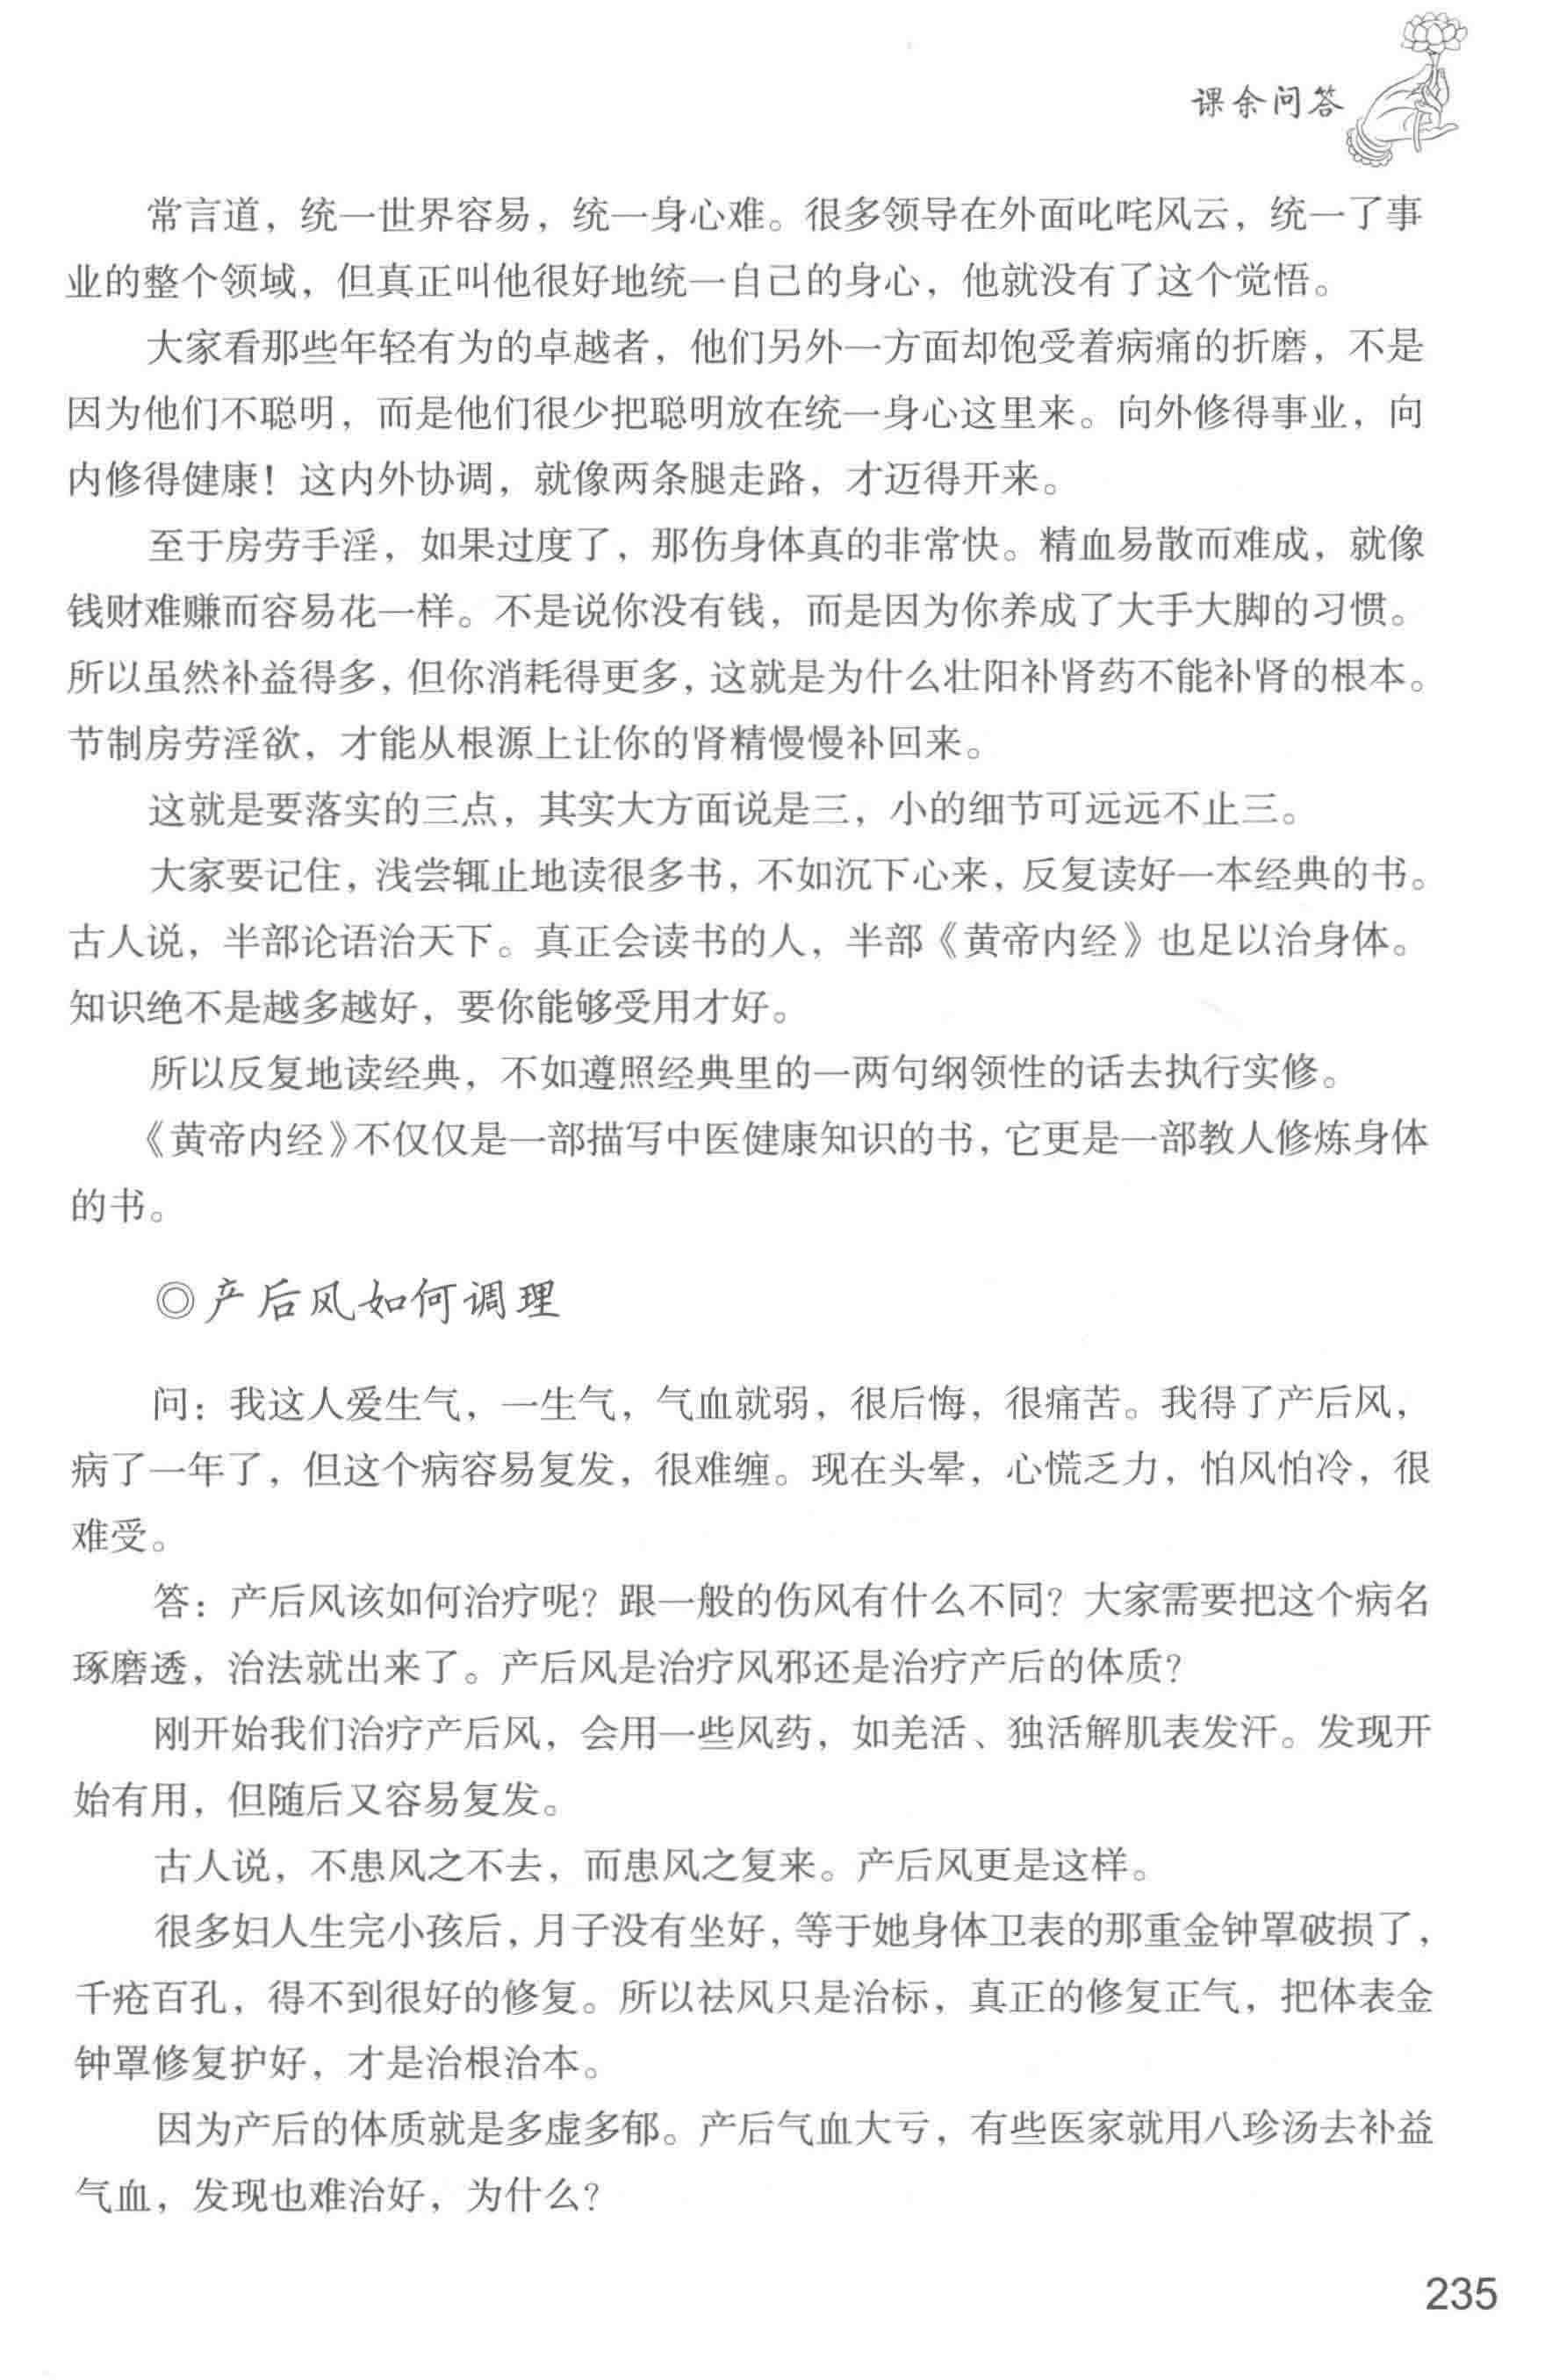 课余问答
常言道，统一世界容易，统一身心难。很多领导在外面叱咤风云，统一了事
业的整个领域，但真正叫他很好地统一自己的身心，他就没有了这个觉悟。
大家看那些年轻有为的卓越者，他们另外一方面却饱受着病痛的折磨，不是
因为他们不聪明，而是他们很少把聪明放在统一身心这里来。向外修得事业，向
内修得健康！这内外协调，就像两条腿走路，才迈得开来。
至于房劳手淫，如果过度了，那伤身体真的非常快。精血易散而难成，就像
钱财难赚而容易花一样。不是说你没有钱，而是因为你养成了大手大脚的习惯。
所以虽然补益得多，但你消耗得更多，这就是为什么壮阳补肾药不能补肾的根本。
节制房劳淫欲，才能从根源上让你的肾精慢慢补回来。
这就是要落实的三点，其实大方面说是三，小的细节可远远不止三。
大家要记住，浅尝辄止地读很多书，不如沉下心来，反复读好一本经典的书。
古人说，半部论语治天下。真正会读书的人，半部《黄帝内经》也足以治身体。
知识绝不是越多越好，要你能够受用才好。
所以反复地读经典，不如遵照经典里的一两句纲领性的话去执行实修。
《黄帝内经》不仅仅是一部描写中医健康知识的书，它更是一部教人修炼身体
的书。
◎产后风如何调理
问：我这人爱生气，一生气，气血就弱，很后悔，很痛苦。我得了产后风，
病了一年了，但这个病容易复发，很难缠。现在头晕，心慌乏力，怕风怕冷，很
难受。
答：产后风该如何治疗呢？跟一般的伤风有什么不同？大家需要把这个病名
琢磨透，治法就出来了。产后风是治疗风邪还是治疗产后的体质？
刚开始我们治疗产后风，会用一些风药，如羌活、独活解肌表发汗。发现开
始有用，但随后又容易复发。
古人说，不患风之不去，而患风之复来。产后风更是这样。
很多妇人生完小孩后，月子没有坐好，等于她身体卫表的那重金钟罩破损了，
千疮百孔，得不到很好的修复。所以祛风只是治标，真正的修复正气，把体表金
钟罩修复护好，才是治根治本。
因为产后的体质就是多虚多郁。产后气血大亏，有些医家就用八珍汤去补益
气血，发现也难治好，为什么？
235